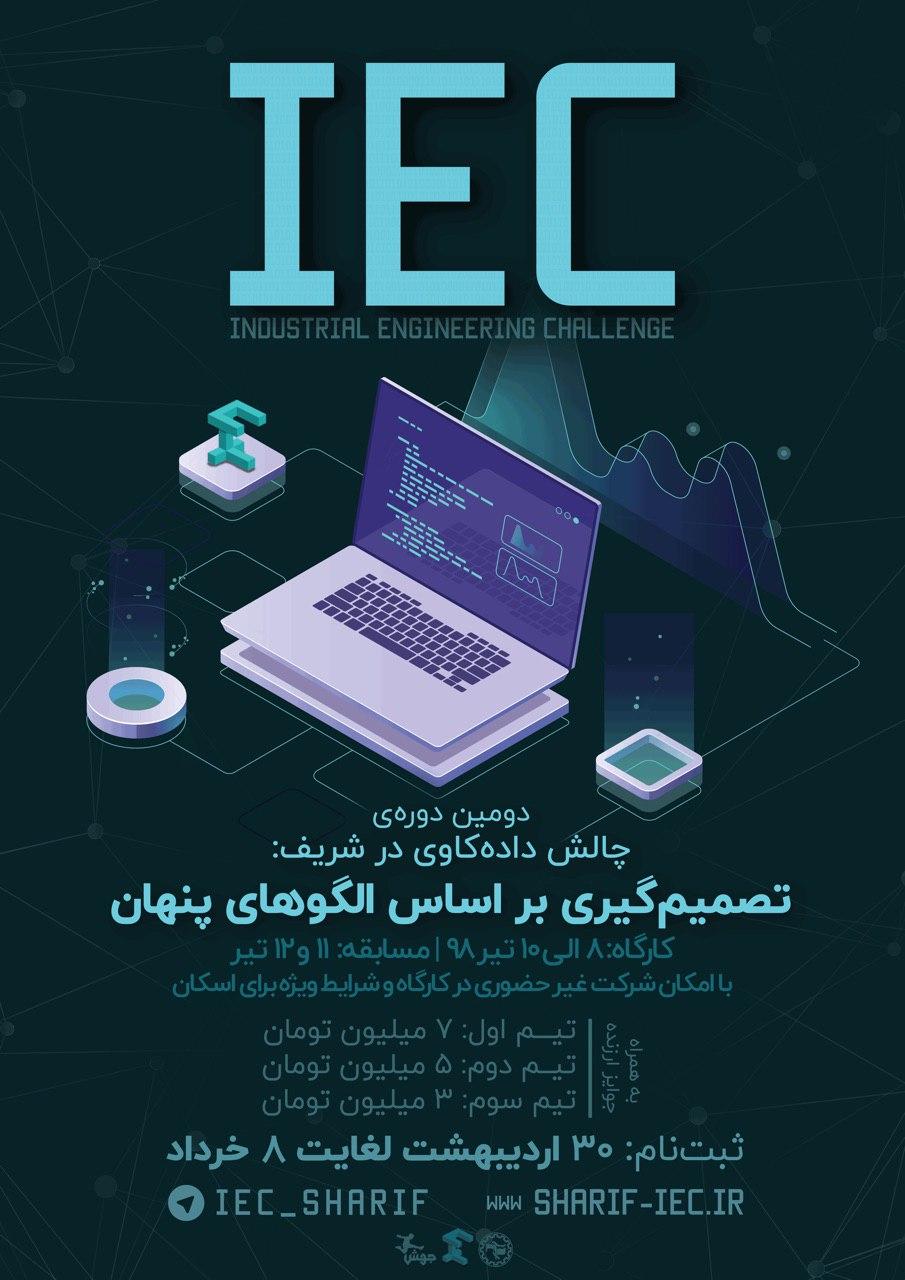 IEC
INDUSTRIAL ENGINEERING CHALLENGE
دومین دوره‌ی
چالش داده‌کاوی در شریف:
تصمیم‌گیری بر اساس الگوهای پنهان
کارگاه: ۸ الی ۱۰ تیر ۹۸ | مسابقه: ۱۱ و ۱۲ تیر
با امکان شرکت غیر حضوری در کارگاه و شرایط ویژه برای اسکان
به همراه
جوایز ارزنده
تیـــم اول: ۷ میلیون تومان
تیـــم دوم: ۵ میلیون تومان
تیم سوم: ۳ میلیون تومان
ثبت‌نام: ۳۰ اردیبهشت لغایت ۸ خرداد
IEC_SHARIF www SHARIF-IEC.IR
جهش